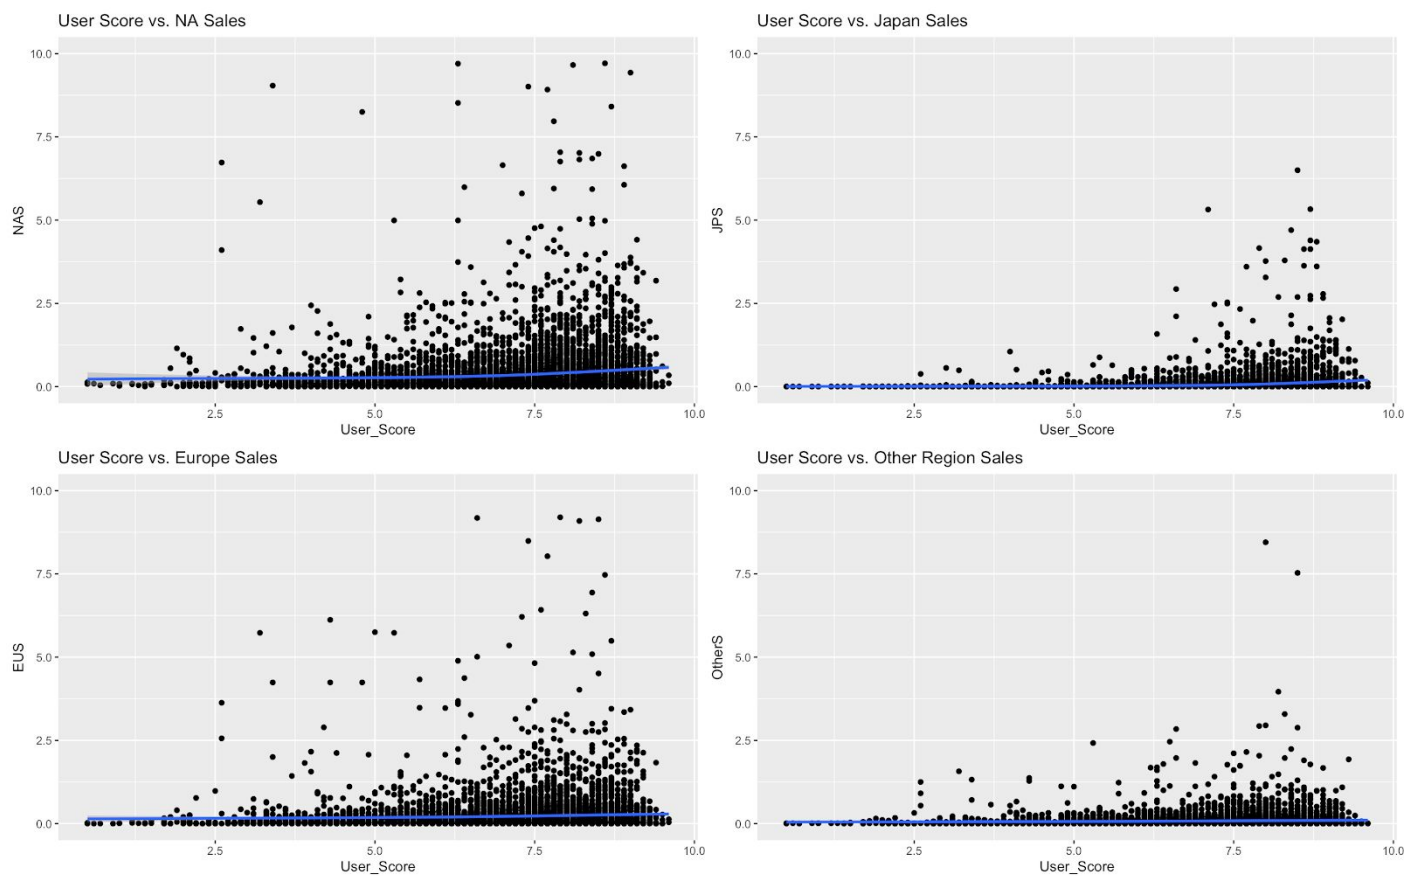 User Score vs. NA Sales
10.0
7.5
5.0
2.5
0.0
NAS
2.5 5.0 7.5 10.0
User_Score
User Score vs. Japan Sales
10.0
7.5
5.0
2.5
0.0
JPS
2.5 5.0 7.5 10.0
User_Score
User Score vs. Europe Sales
10.0
7.5
5.0
2.5
0.0
EUS
2.5 5.0 7.5 10.0
User_Score
User Score vs. Other Region Sales
10.0
7.5
5.0
2.5
0.0
OtherS
2.5 5.0 7.5 10.0
User_Score